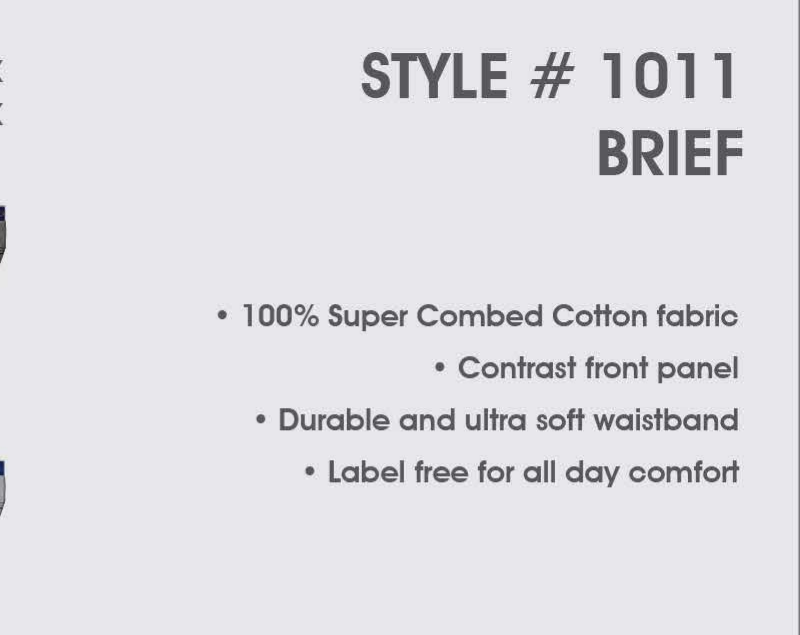 STYLE # 1011
BRIEF
• 100% Super Combed Cotton fabric
• Contrast front panel
• Durable and ultra soft waistband
• Label free for all day comfort